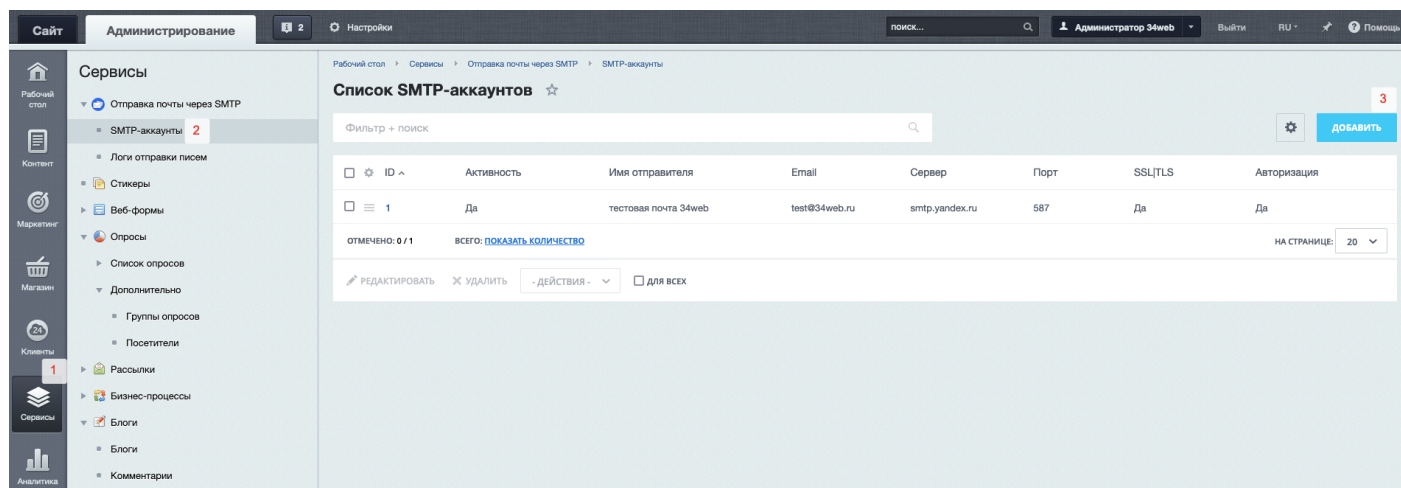 Сайт
Администрирование
2
Настройки
поиск...
Администратор 34web
Выйти
RU
Помощь
Рабочий стол
Контент
Маркетинг
Магазин
24
Клиенты
1
Сервисы
Аналитика
Сервисы
Отправка почты через SMTP
SMTP-аккаунты 2
Логи отправки писем
Стикеры
Веб-формы
Опросы
Список опросов
Дополнительно
Группы опросов
Посетители
Рассылки
Бизнес-процессы
Блоги
Блоги
Комментарии
Рабочий стол Сервисы Отправка почты через SMTP SMTP-аккаунты
Список SMTP-аккаунтов
3
Фильтр + поиск
ДОБАВИТЬ
ID Активность Имя отправителя Email Сервер Порт SSL|TLS Авторизация
1 Да тестовая почта 34web test@34web.ru smtp.yandex.ru 587 Да Да
ОТМЕЧЕНО: 0 / 1 ВСЕГО: ПОКАЗАТЬ КОЛИЧЕСТВО НА СТРАНИЦЕ: 20
РЕДАКТИРОВАТЬ УДАЛИТЬ - ДЕЙСТВИЯ - ДЛЯ ВСЕХ